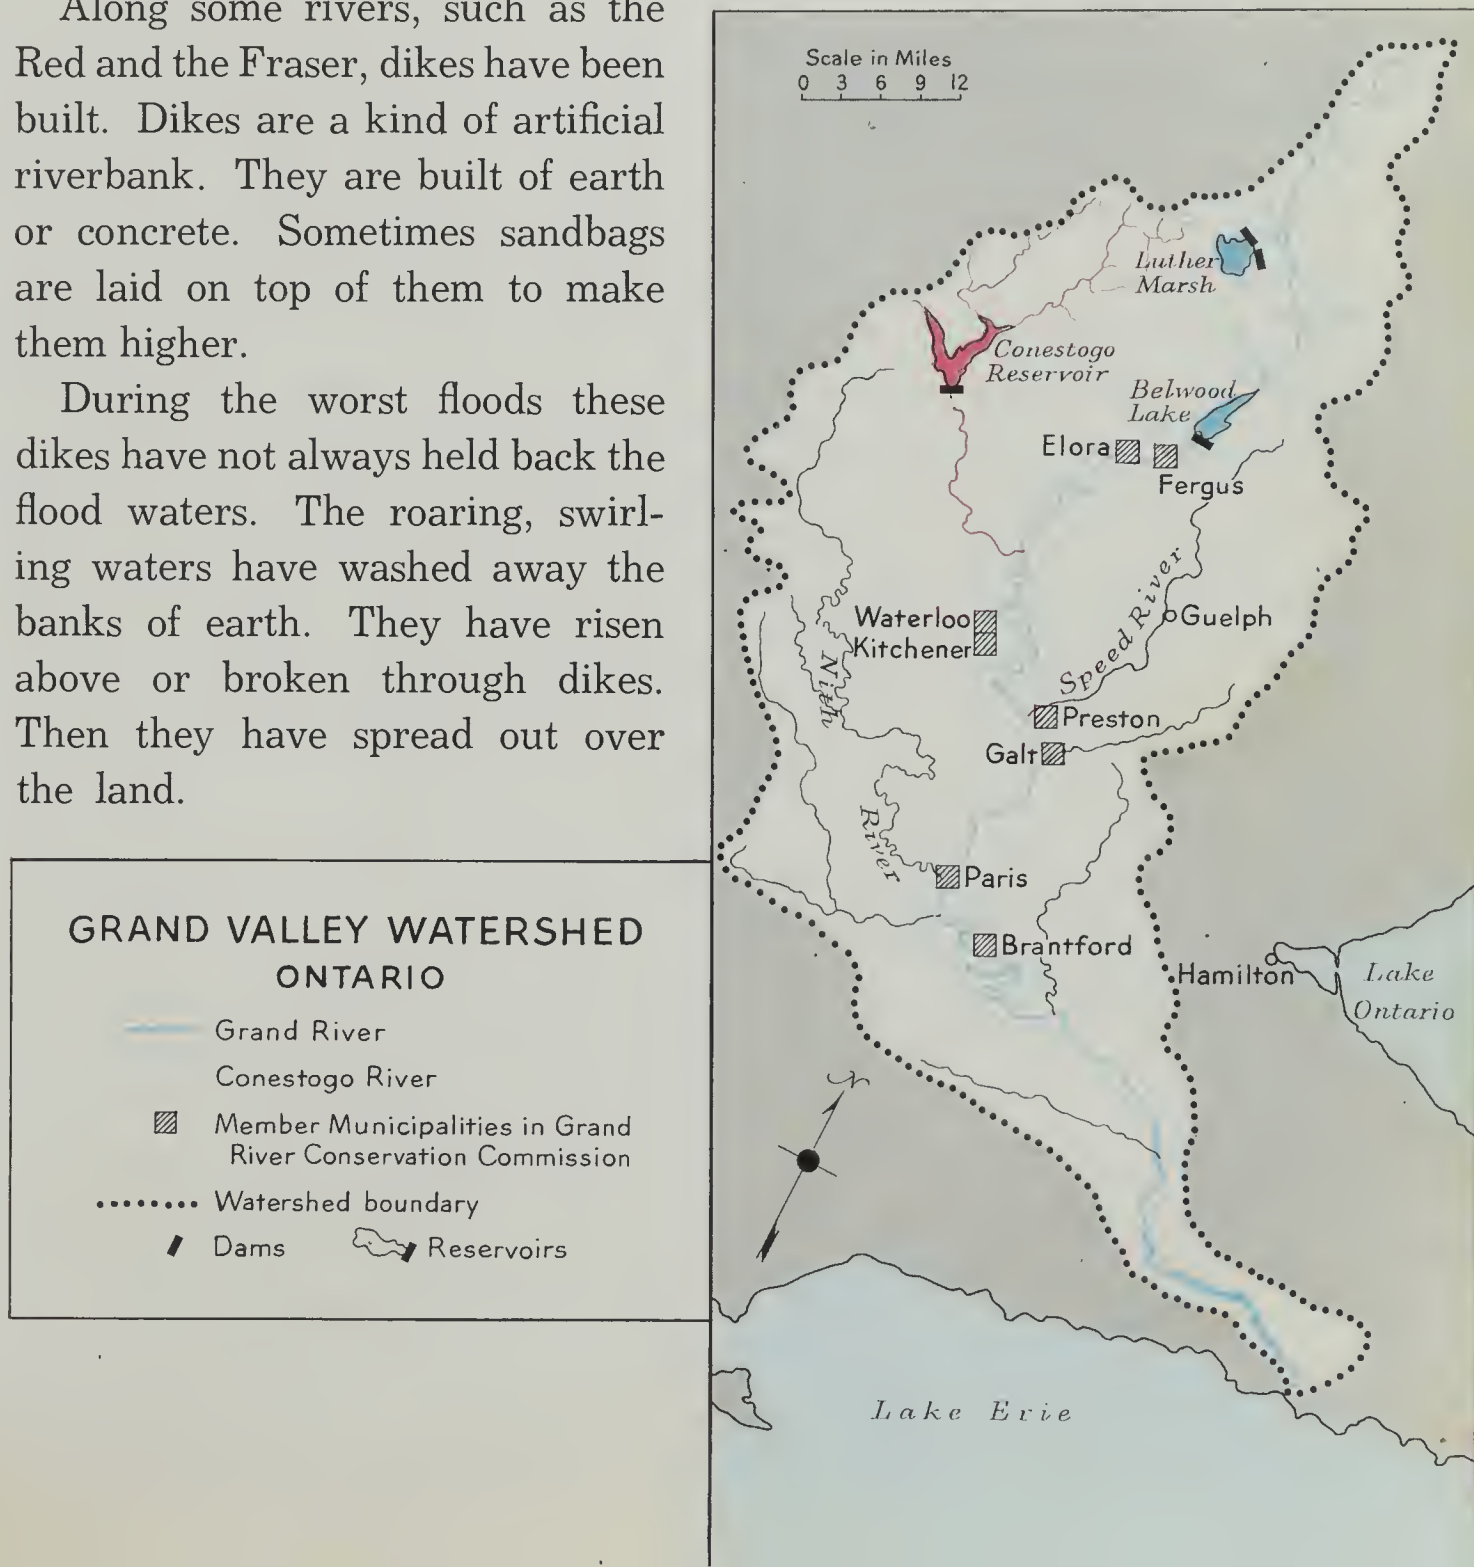 Along some rivers, such as the
Red and the Fraser, dikes have been
built. Dikes are a kind of artificial
riverbank. They are built of earth
or concrete. Sometimes sandbags
are laid on top of them to make
them higher.
During the worst floods these
dikes have not always held back the
flood waters. The roaring, swirl-
ing waters have washed away the
banks of earth. They have risen
above or broken through dikes.
Then they have spread out over
the land.
GRAND VALLEY WATERSHED
ONTARIO
Grand River
Conestogo River
Member Municipalities in Grand
River Conservation Commission
Watershed boundary
Dams
Reservoirs
Scale in Miles
0 3 6 9 12
Luther
Marsh
Conestogo
Reservoir
Belwood
Lake
Elora
Fergus
Speed River
Guelph
Waterloo
Kitchener
Nith
River
Preston
Galt
Paris
Brantford
Hamilton
Lake
Ontario
N
Lake Erie